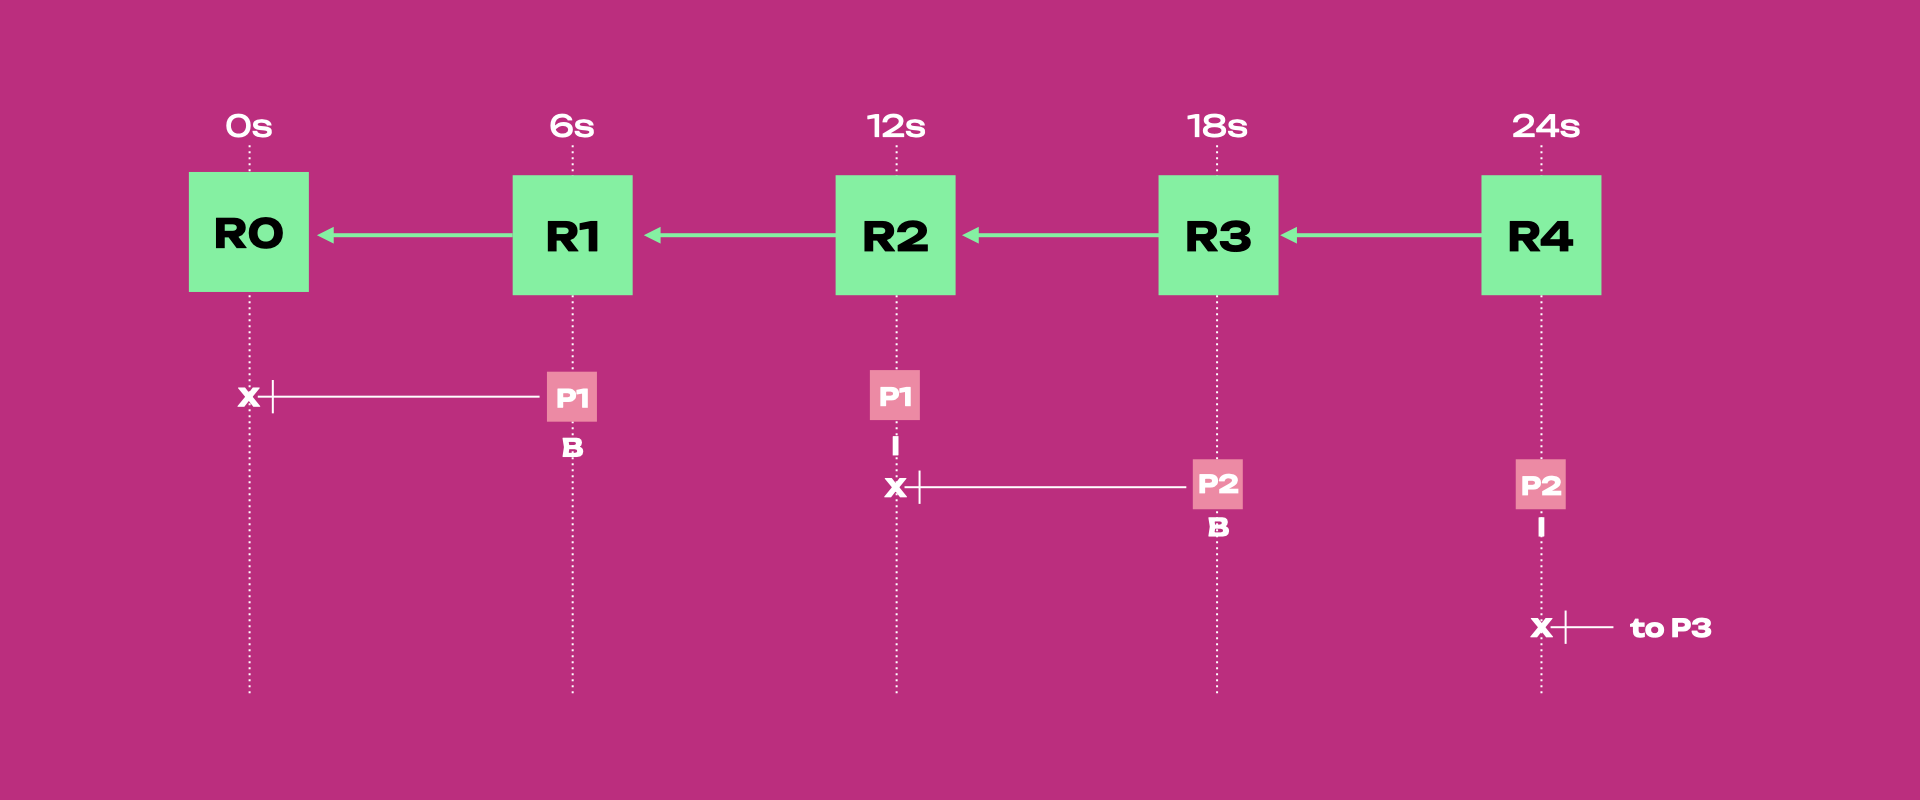 0s 6s 12s 18s 24s
R0 R1 R2 R3 R4
X P1 P1
B I
X P2 P2
B I
X to P3